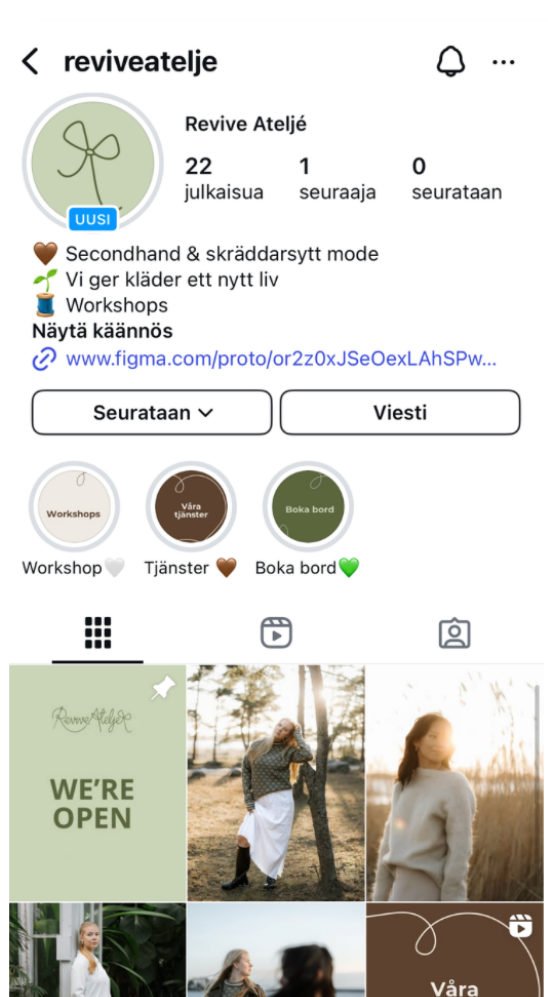 reviveatelje
Revive Ateljé
22
1
0
julkaisua
seuraaja
seurataan
UUSI
Secondhand & skräddarsytt mode
Vi ger kläder ett nytt liv
Workshops
Näytä käännös
www.figma.com/proto/or2z0xJSeOexLAhSPw...
Seurataan
Viesti
Workshops
Våra
tjänster
Boka bord
Workshop
Tjänster
Boka bord
Revive Ateljé
WE'RE
OPEN
Våra